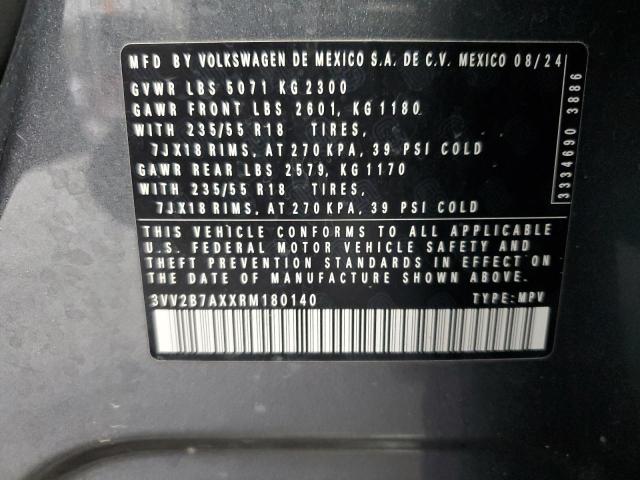 MFD BY VOLKSWAGEN DE MEXICO S.A. DE C.V. MEXICO 08/24
GVWR LBS 5071 KG 2300
GAWR FRONT LBS 2601, KG 1180
WITH 235/55 R18 TIRES,
7JX18 RIMS, AT 270 KPA, 39 PSI COLD
GAWR REAR LBS 2579, KG 1170
WITH 235/55 R18 TIRES,
7JX18 RIMS, AT 270 KPA, 39 PSI COLD
3334690 3886
THIS VEHICLE CONFORMS TO ALL APPLICABLE
U.S. FEDERAL MOTOR VEHICLE SAFETY AND
THEFT PREVENTION STANDARDS IN EFFECT ON
THE DATE OF MANUFACTURE SHOWN ABOVE.
3VV2B7AXXRM180140 TYPE: MPV